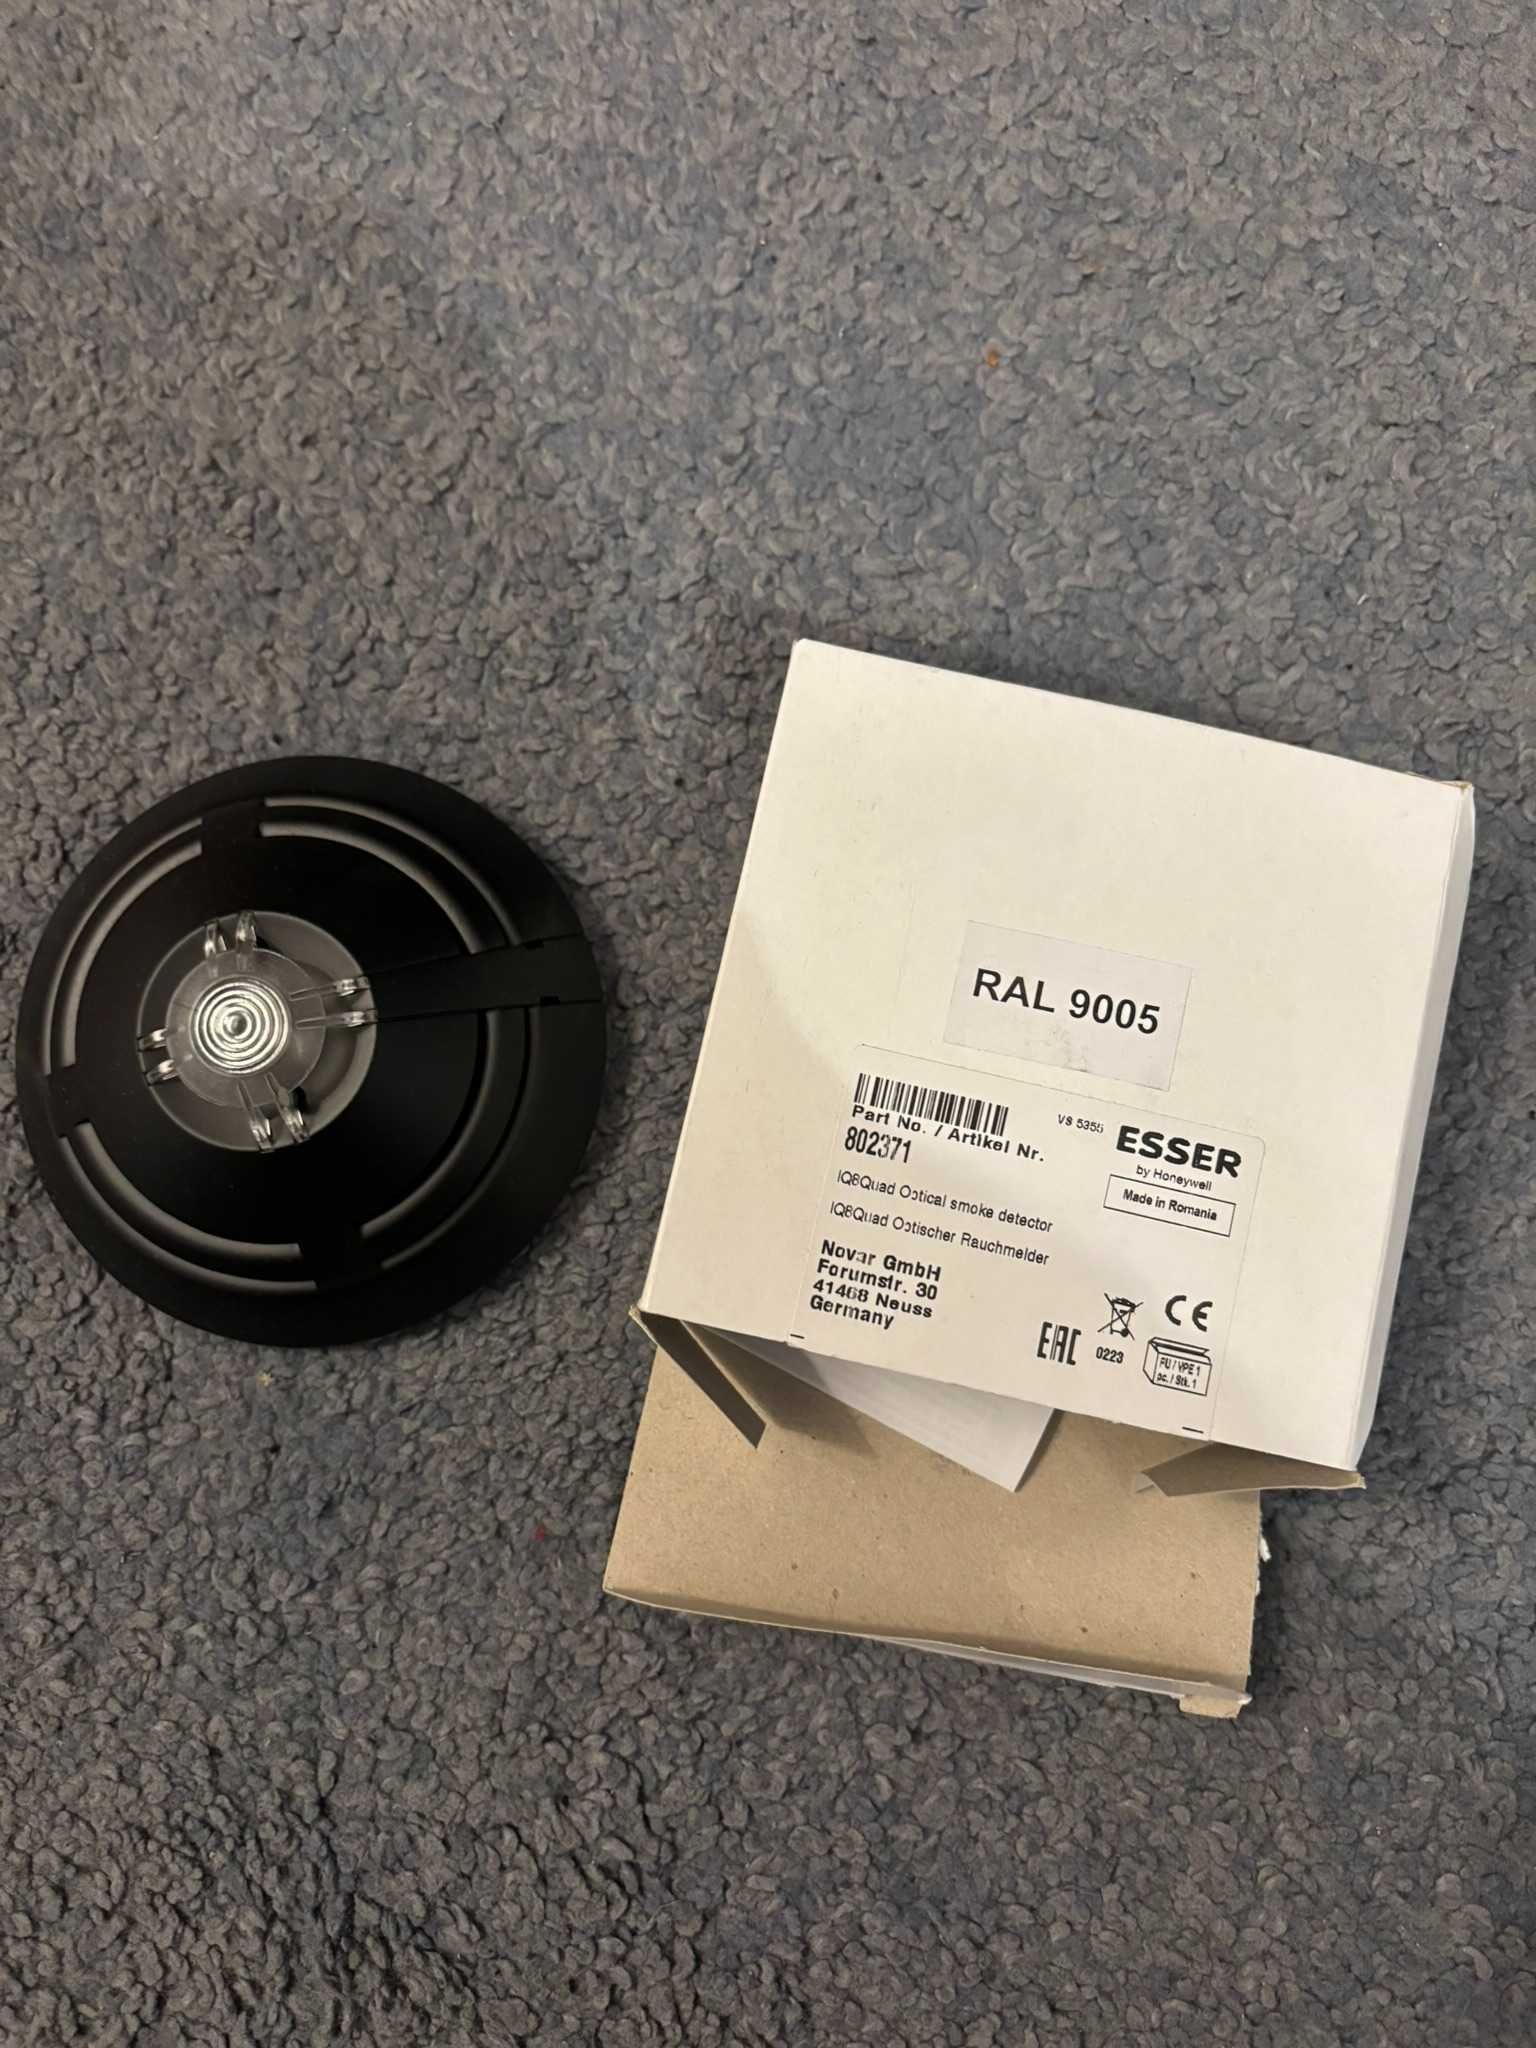 RAL 9005
Part No. / Artikel Nr.
802371
VS 5355
ESSER
by Honeywell
Made in Romania
IQ8Quad Optical smoke detector
IQ8Quad Optischer Rauchmelder
Novar GmbH
Forumstr. 30
41468 Neuss
Germany
EAC
0223
CE
PU / VPE 1
pc. / Stk. 1